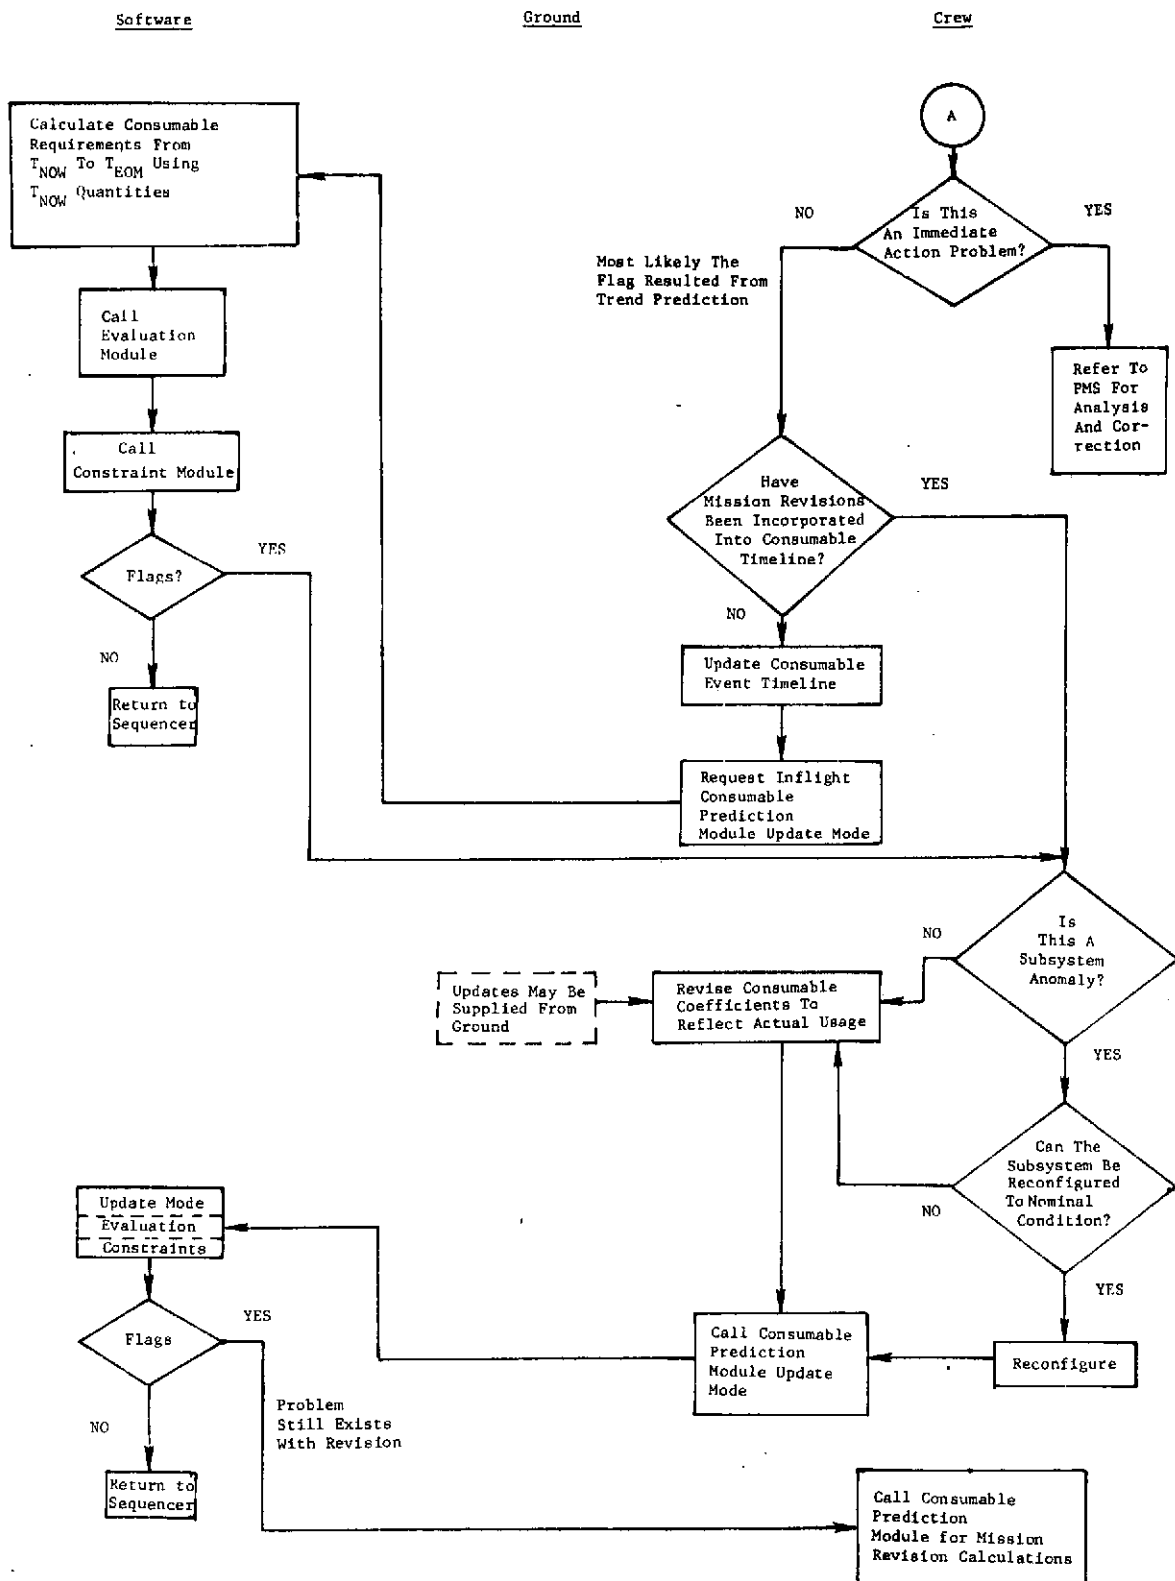 Software
Ground
Crew
A
Calculate Consumable
Requirements From
TNOW To TEOM Using
TNOW Quantities
Is This
An Immediate
Action Problem?
NO
YES
Most Likely The
Flag Resulted From
Trend Prediction
Call
Evaluation
Module
Refer To
PMS For
Analysis
And Cor-
rection
Call
Constraint Module
Have
Mission Revisions
Been Incorporated
Into Consumable
Timeline?
YES
NO
Flags?
YES
NO
Return to
Sequencer
Update Consumable
Event Timeline
Request Inflight
Consumable
Prediction
Module Update Mode
Is
This A
Subsystem
Anomaly?
NO
YES
Updates May Be
Supplied From
Ground
Revise Consumable
Coefficients To
Reflect Actual Usage
Can The
Subsystem Be
Reconfigured
To Nominal
Condition?
NO
YES
Update Mode
Evaluation
Constraints
Flags
YES
NO
Problem
Still Exists
With Revision
Call Consumable
Prediction
Module Update
Mode
Reconfigure
Return to
Sequencer
Call Consumable
Prediction
Module for Mission
Revision Calculations